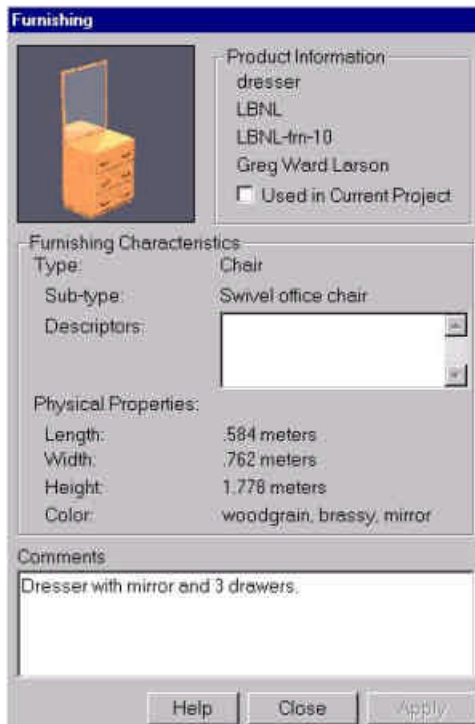 Furnishing
Product Information
dresser
LBNL
LBNL-frn-10
Greg Ward Larson
Used in Current Project
Furnishing Characteristics
Type: Chair
Sub-type: Swivel office chair
Descriptors:
Physical Properties:
Length: .584 meters
Width: .762 meters
Height: 1.778 meters
Color: woodgrain, brassy, mirror
Comments
Dresser with mirror and 3 drawers.
Help Close Apply